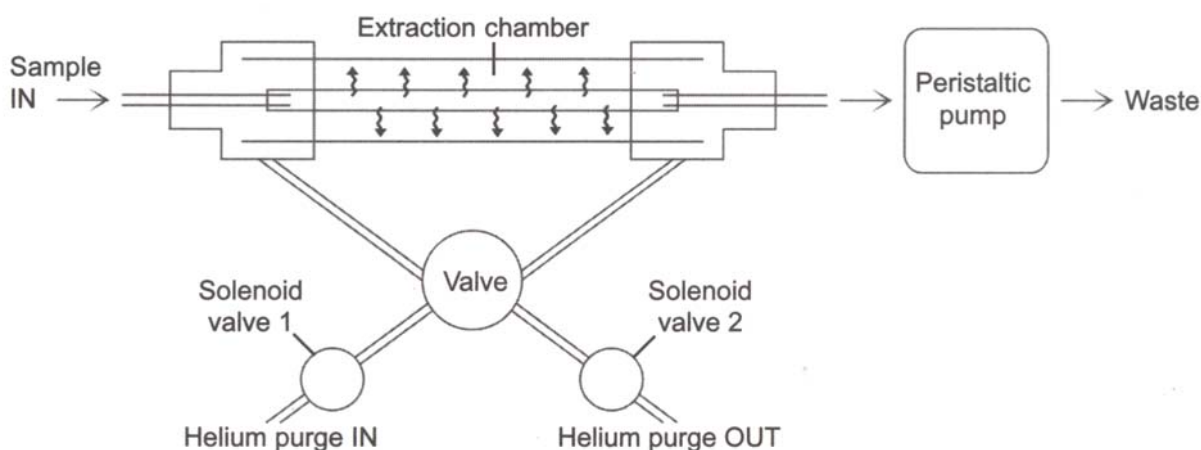 Extraction chamber
Sample
IN
Peristaltic
pump
Waste
Valve
Solenoid
valve 1
Solenoid
valve 2
Helium purge IN
Helium purge OUT